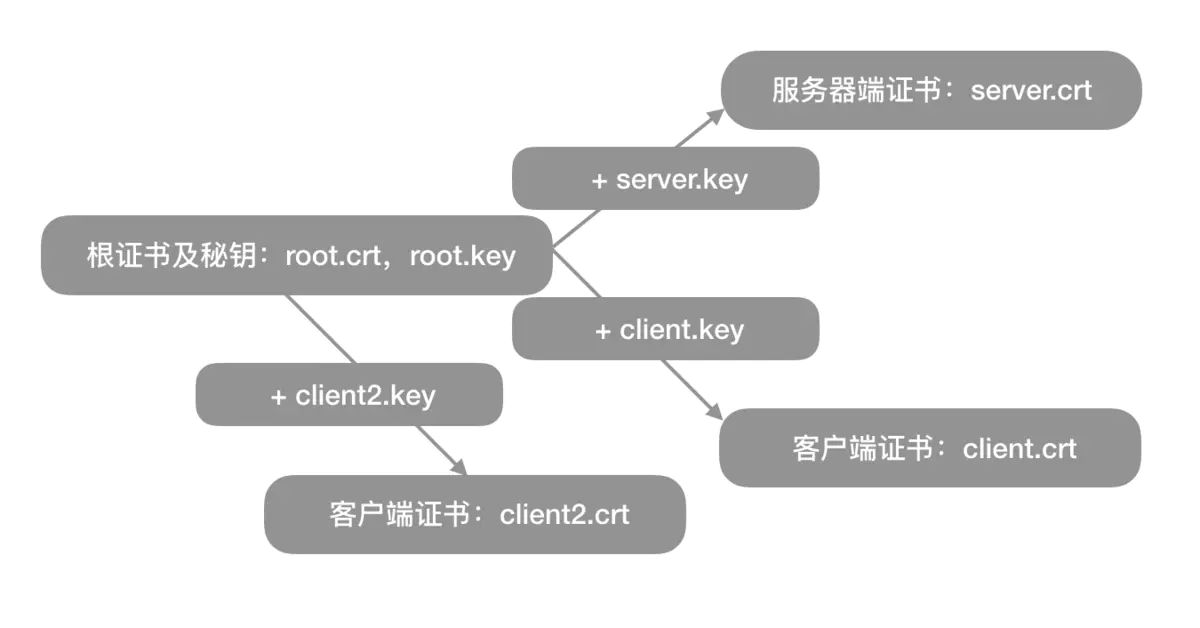 服务器端证书：server.crt
+ server.key
根证书及秘钥：root.crt，root.key
+ client.key
+ client2.key
客户端证书：client.crt
客户端证书：client2.crt